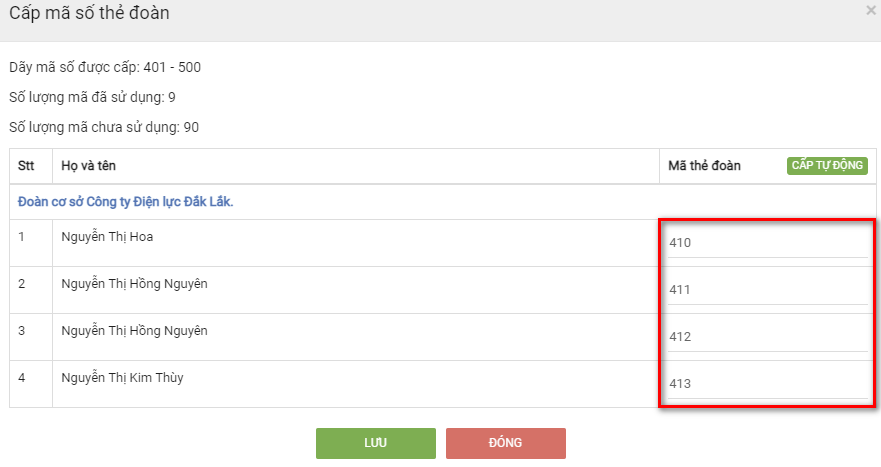 Cấp mã số thẻ đoàn ×
Dãy mã số được cấp: 401 - 500
Số lượng mã đã sử dụng: 9
Số lượng mã chưa sử dụng: 90
Stt Họ và tên Mã thẻ đoàn CẤP TỰ ĐỘNG
Đoàn cơ sở Công ty Điện lực Đắk Lắk.
1 Nguyễn Thị Hoa 410
2 Nguyễn Thị Hồng Nguyên 411
3 Nguyễn Thị Hồng Nguyên 412
4 Nguyễn Thị Kim Thùy 413
LƯU ĐÓNG